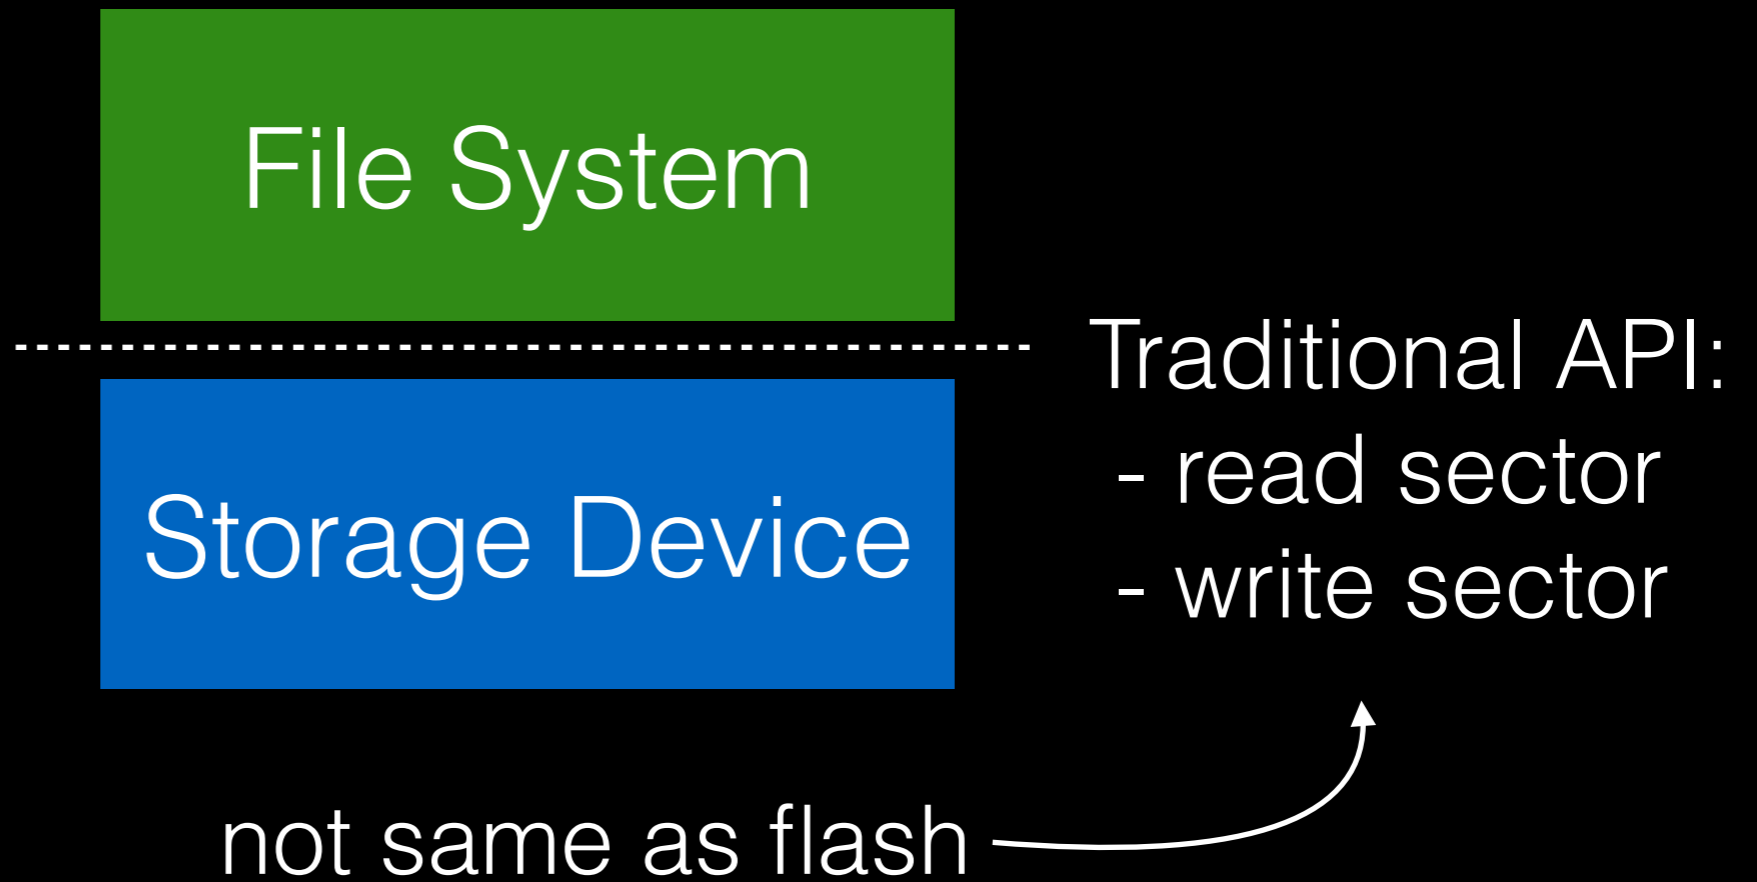 File System
Storage Device
Traditional API:
- read sector
- write sector
not same as flash